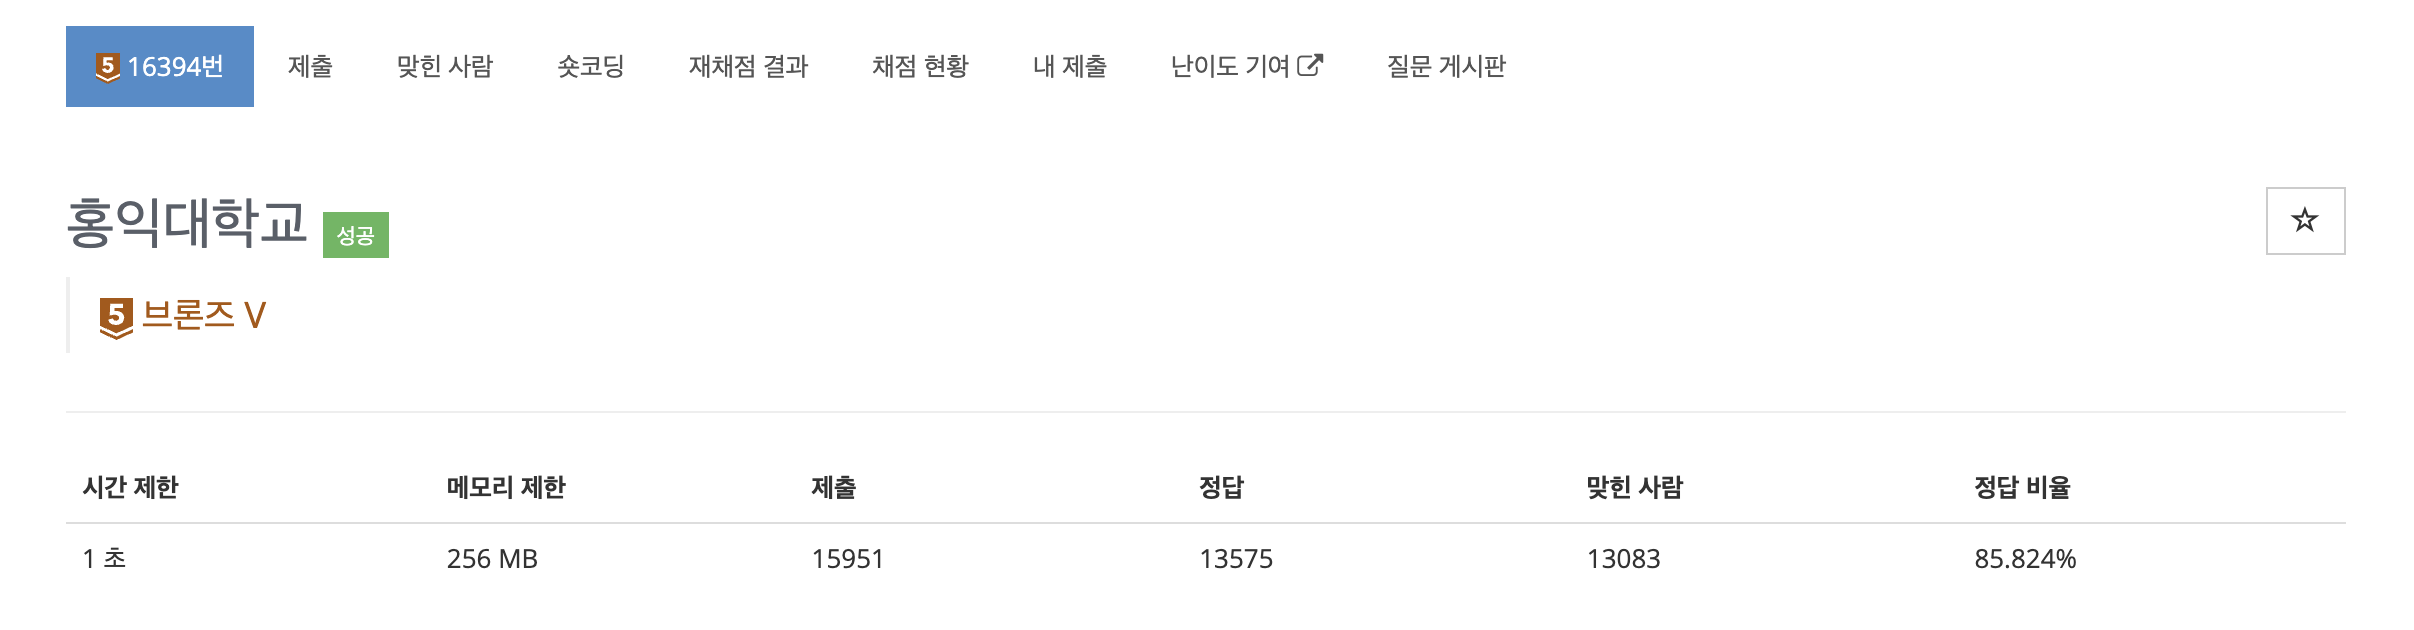 5 16394번 제출 맞힌 사람 숏코딩 재채점 결과 채점 현황 내 제출 난이도 기여 질문 게시판
홍익대학교 성공
5 브론즈 V
시간 제한 메모리 제한 제출 정답 맞힌 사람 정답 비율
1 초 256 MB 15951 13575 13083 85.824%